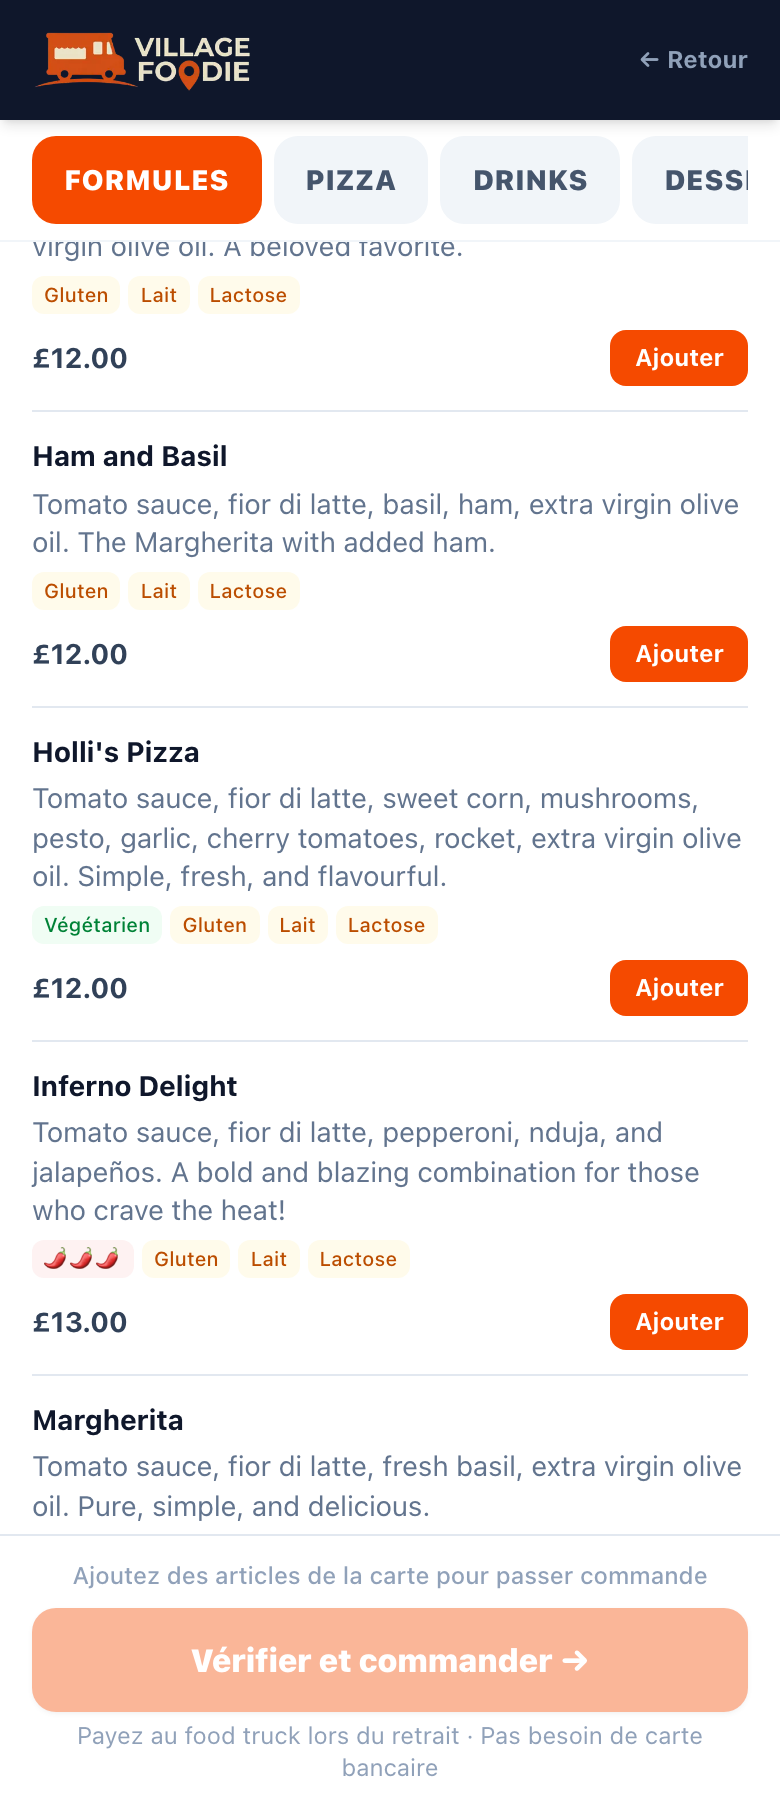 VILLAGE
FOODIE
← Retour
FORMULES
PIZZA
DRINKS
DESSI
virgin olive oil. A beloved favorite.
Gluten
Lait
Lactose
£12.00
Ajouter
Ham and Basil
Tomato sauce, fior di latte, basil, ham, extra virgin olive
oil. The Margherita with added ham.
Gluten
Lait
Lactose
£12.00
Ajouter
Holli's Pizza
Tomato sauce, fior di latte, sweet corn, mushrooms,
pesto, garlic, cherry tomatoes, rocket, extra virgin olive
oil. Simple, fresh, and flavourful.
Végétarien
Gluten
Lait
Lactose
£12.00
Ajouter
Inferno Delight
Tomato sauce, fior di latte, pepperoni, nduja, and
jalapeños. A bold and blazing combination for those
who crave the heat!
🌶️🌶️🌶️
Gluten
Lait
Lactose
£13.00
Ajouter
Margherita
Tomato sauce, fior di latte, fresh basil, extra virgin olive
oil. Pure, simple, and delicious.
Ajoutez des articles de la carte pour passer commande
Vérifier et commander →
Payez au food truck lors du retrait · Pas besoin de carte
bancaire